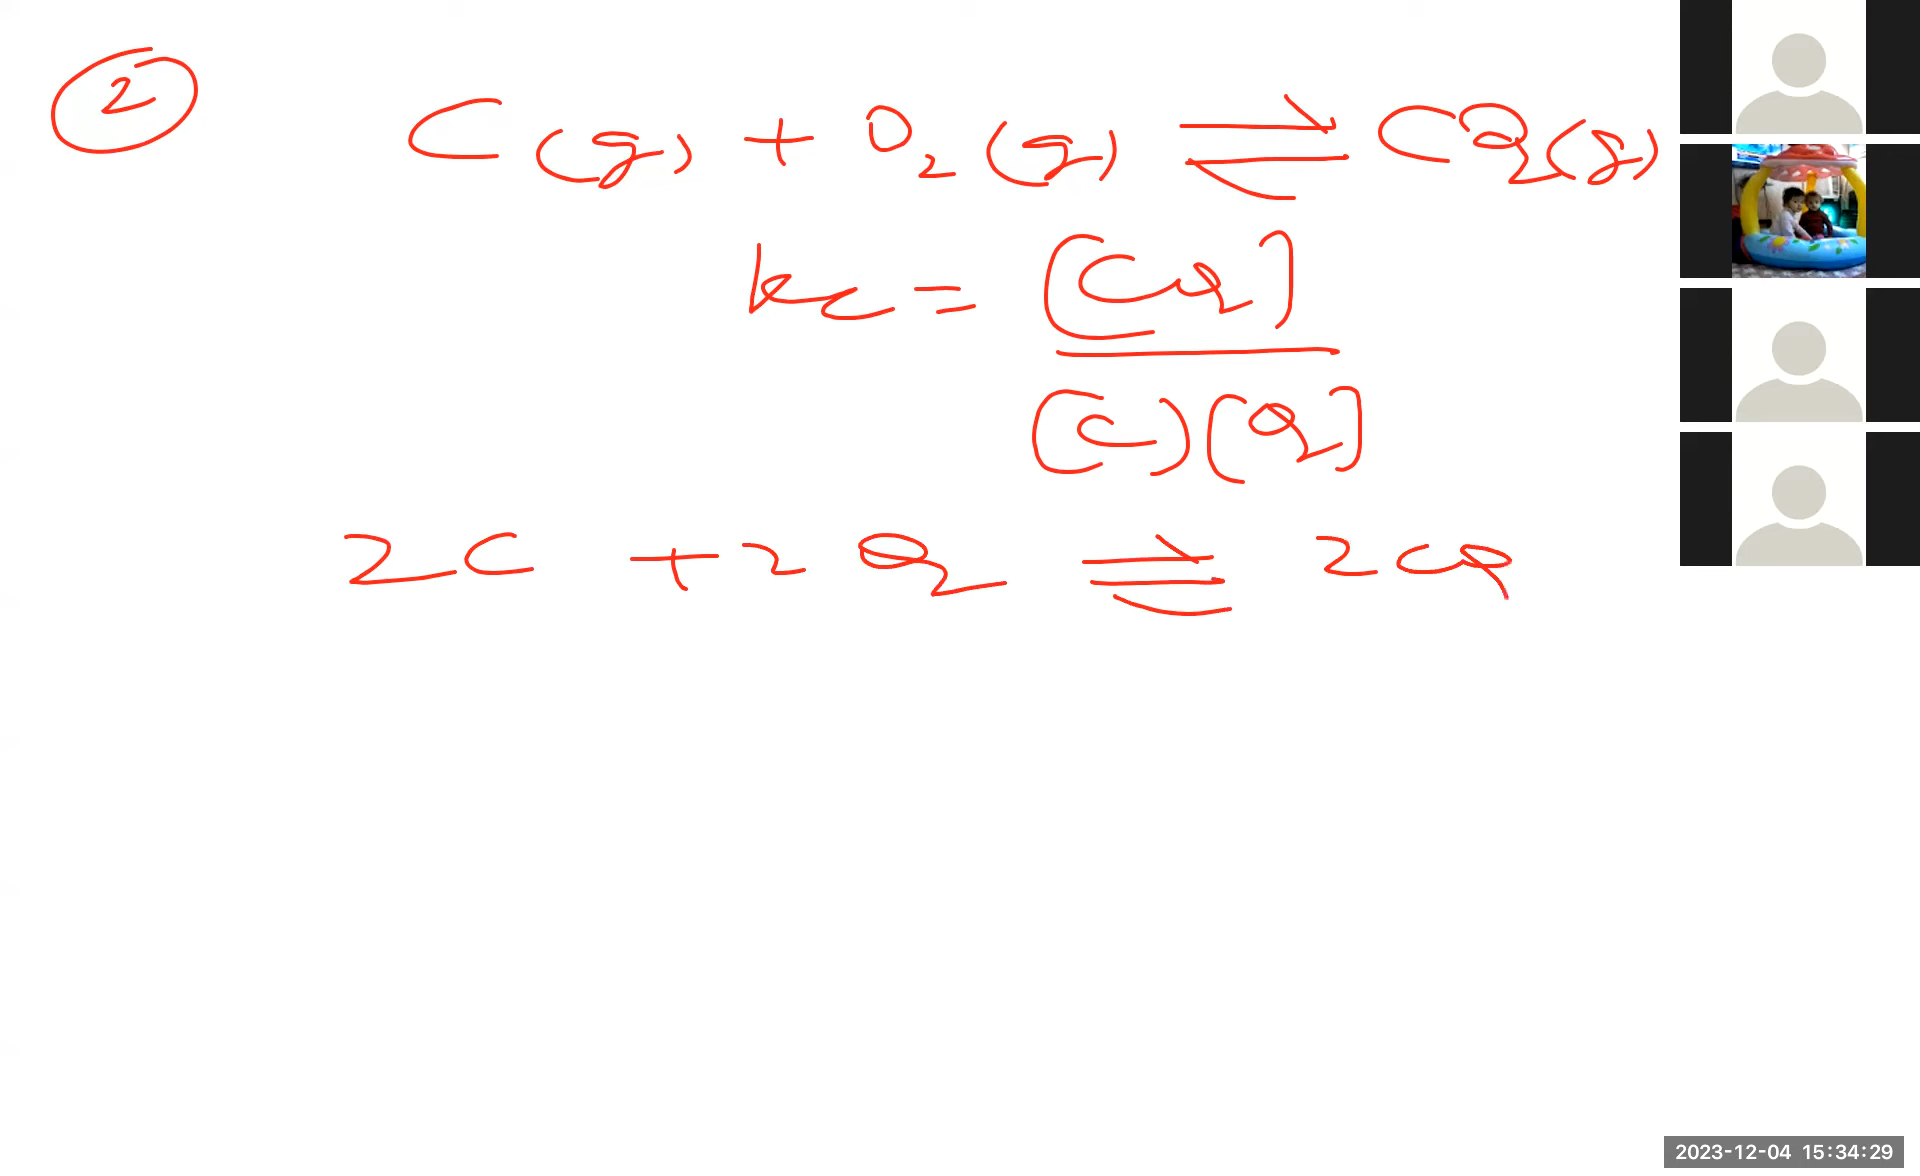 2
C(g) + O₂(g) ⇌ CO₂(g)
kc = [CO₂]
[C][O₂]
2C + 2O₂ ⇌ 2CO₂
2023-12-04 15:34:29